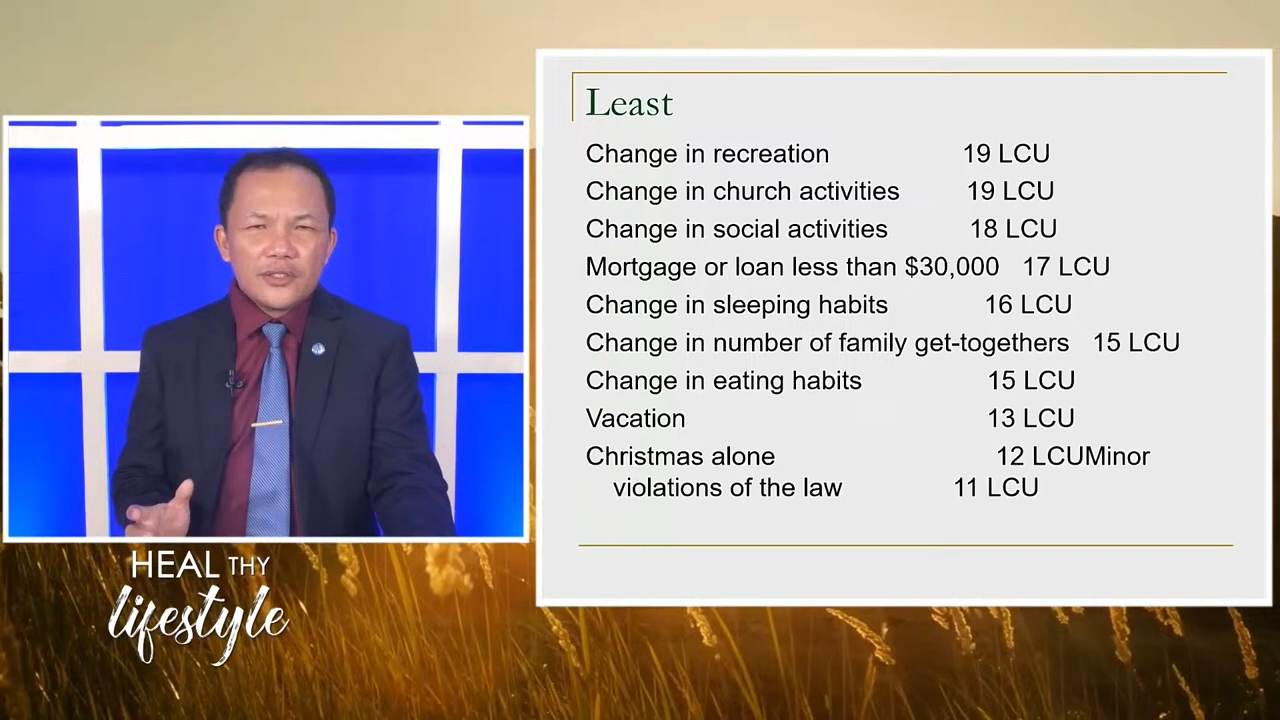 Least
Change in recreation 19 LCU
Change in church activities 19 LCU
Change in social activities 18 LCU
Mortgage or loan less than $30,000 17 LCU
Change in sleeping habits 16 LCU
Change in number of family get-togethers 15 LCU
Change in eating habits 15 LCU
Vacation 13 LCU
Christmas alone 12 LCUMinor
violations of the law 11 LCU
HEAL THY
lifestyle